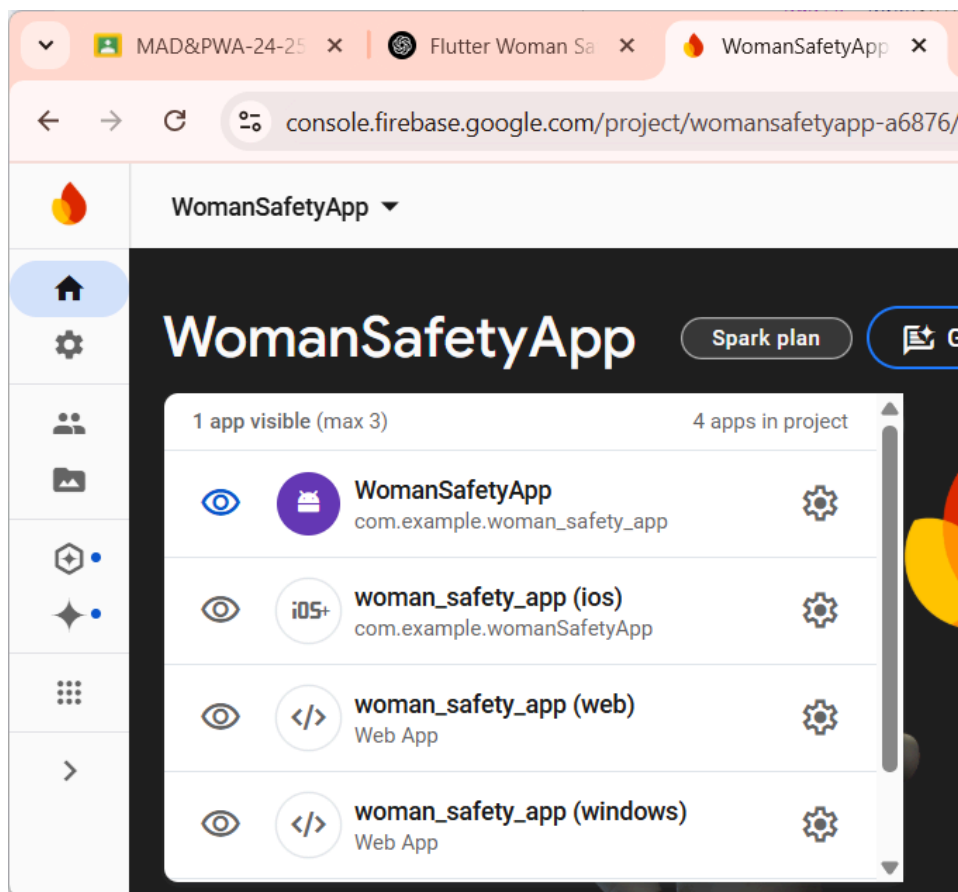 MAD&PWA-24-25
Flutter Woman Sa
WomanSafetyApp
console.firebase.google.com/project/womansafetyapp-a6876/
WomanSafetyApp
WomanSafetyApp
Spark plan
G
1 app visible (max 3)
4 apps in project
WomanSafetyApp
com.example.woman_safety_app
iOS+
woman_safety_app (ios)
com.example.womanSafetyApp
</>
woman_safety_app (web)
Web App
</>
woman_safety_app (windows)
Web App